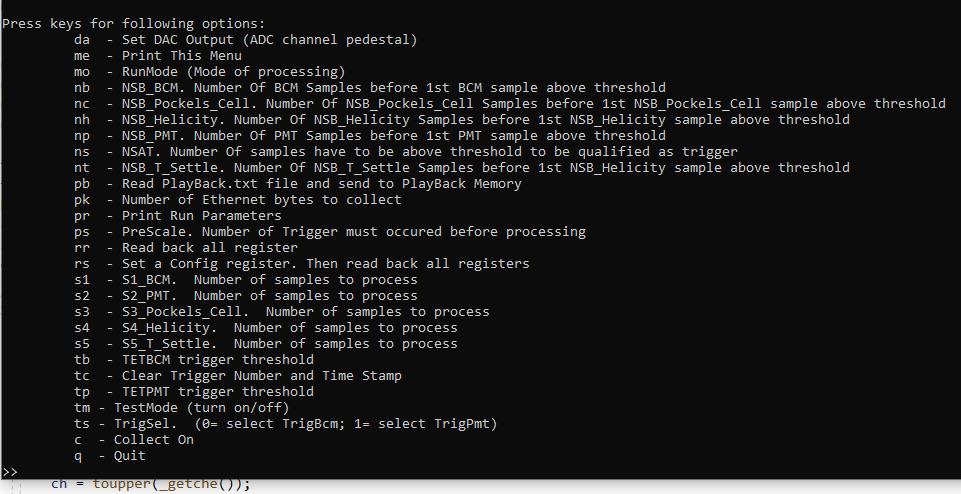 Press keys for following options:
da - Set DAC Output (ADC channel pedestal)
me - Print This Menu
mo - RunMode (Mode of processing)
nb - NSB_BCM. Number Of BCM Samples before 1st BCM sample above threshold
nc - NSB_Pockels_Cell. Number Of NSB_Pockels_Cell Samples before 1st NSB_Pockels_Cell sample above threshold
nh - NSB_Helicity. Number Of NSB_Helicity Samples before 1st NSB_Helicity sample above threshold
np - NSB_PMT. Number Of PMT Samples before 1st PMT sample above threshold
ns - NSAT. Number Of samples have to be above threshold to be qualified as trigger
nt - NSB_T_Settle. Number Of NSB_T_Settle Samples before 1st NSB_Helicity sample above threshold
pb - Read PlayBack.txt file and send to PlayBack Memory
pk - Number of Ethernet bytes to collect
pr - Print Run Parameters
ps - PreScale. Number of Trigger must occured before processing
rr - Read back all register
rs - Set a Config register. Then read back all registers
s1 - S1_BCM.  Number of samples to process
s2 - S2_PMT.  Number of samples to process
s3 - S3_Pockels_Cell.  Number of samples to process
s4 - S4_Helicity.  Number of samples to process
s5 - S5_T_Settle.  Number of samples to process
tb - TETBCM trigger threshold
tc - Clear Trigger Number and Time Stamp
tp - TETPMT trigger threshold
tm - TestMode (turn on/off)
ts - TrigSel.  (0= select TrigBcm; 1= select TrigPmt)
c  - Collect On
q  - Quit
>>
ch = toupper(_getche());